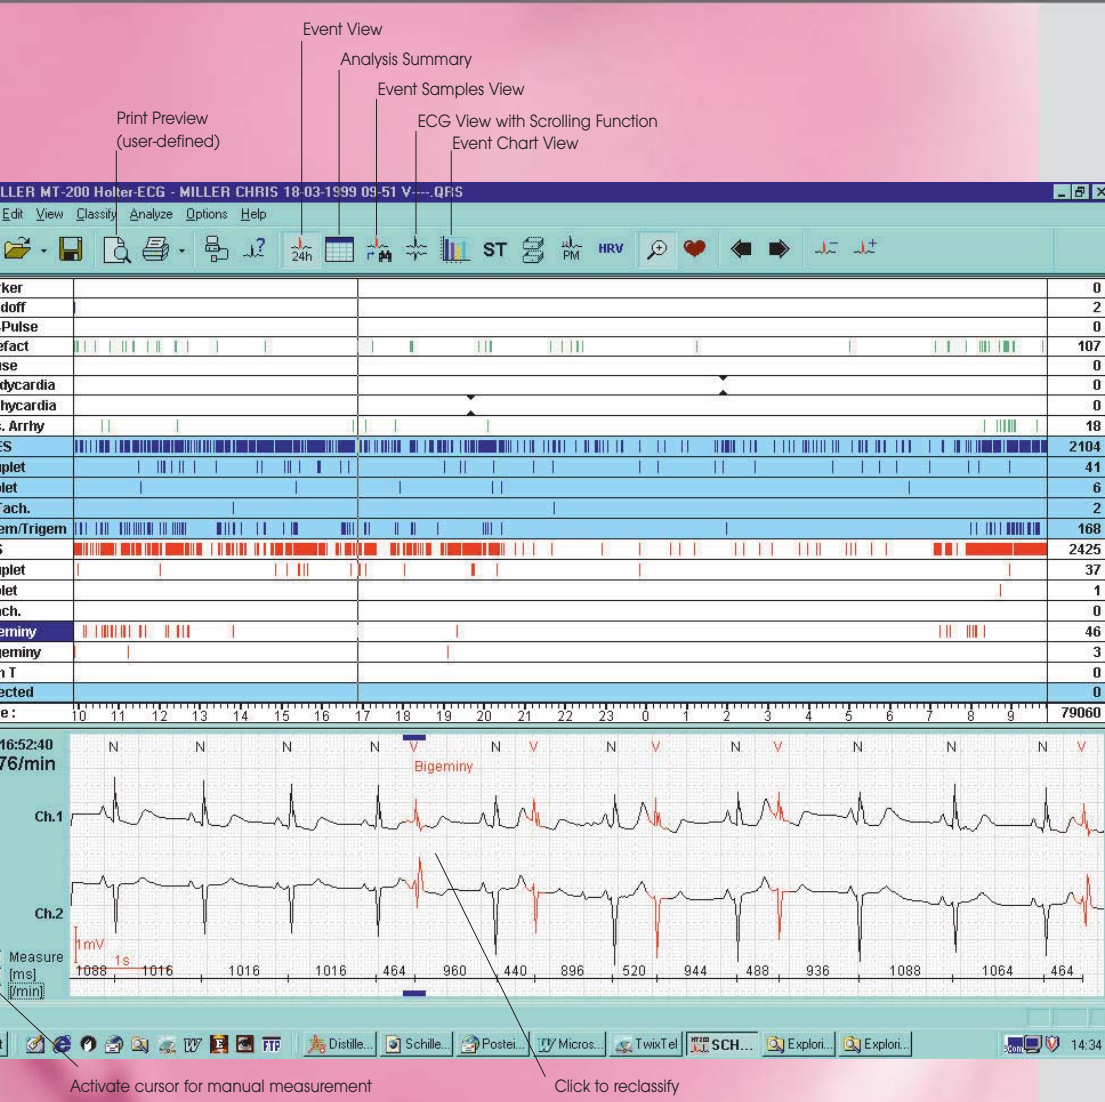 Event View
Analysis Summary
Event Samples View
Print Preview
(user-defined)
ECG View with Scrolling Function
Event Chart View
LLER MT-200 Holter-ECG - MILLER CHRIS 18-03-1999 09-51 V----.QRS
Edit View Classify Analyze Options Help
24h ST PM HRV
rker 0
doff 2
-Pulse 0
efact 107
use 0
dycardia 0
hycardia 0
s. Arrhy 18
ES 2104
uplet 41
plet 6
Tach. 2
em/Trigem 168
S 2425
uplet 37
plet 1
ach. 0
eminy 46
geminy 3
n T 0
ected 0
e: 10 11 12 13 14 15 16 17 18 19 20 21 22 23 0 1 2 3 4 5 6 7 8 9 79060
16:52:40 N N N N V N V N V N V N N N V
76/min Bigeminy
Ch.1
Ch.2
1mV
Measure 1s
[ms] 1088 1016 1016 1016 464 960 440 896 520 944 488 936 1088 1064 464
[/min]
FTP Distille... Schille... Postei... Micros... TwixTel SCH... Explori... Explori... 14:34
Activate cursor for manual measurement Click to reclassify